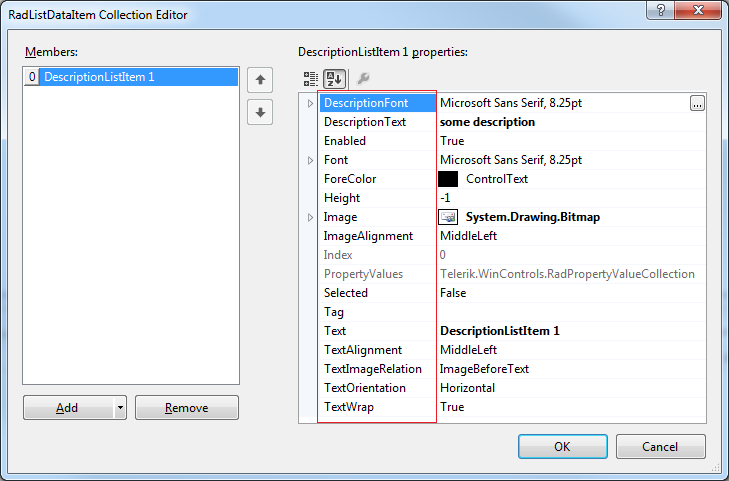 RadListDataItem Collection Editor
Members:
0 DescriptionListItem 1
Add
Remove
DescriptionListItem 1 properties:
DescriptionFont Microsoft Sans Serif, 8.25pt ...
DescriptionText some description
Enabled True
Font Microsoft Sans Serif, 8.25pt
ForeColor ControlText
Height -1
Image System.Drawing.Bitmap
ImageAlignment MiddleLeft
Index 0
PropertyValues Telerik.WinControls.RadPropertyValueCollection
Selected False
Tag
Text DescriptionListItem 1
TextAlignment MiddleLeft
TextImageRelation ImageBeforeText
TextOrientation Horizontal
TextWrap True
OK
Cancel